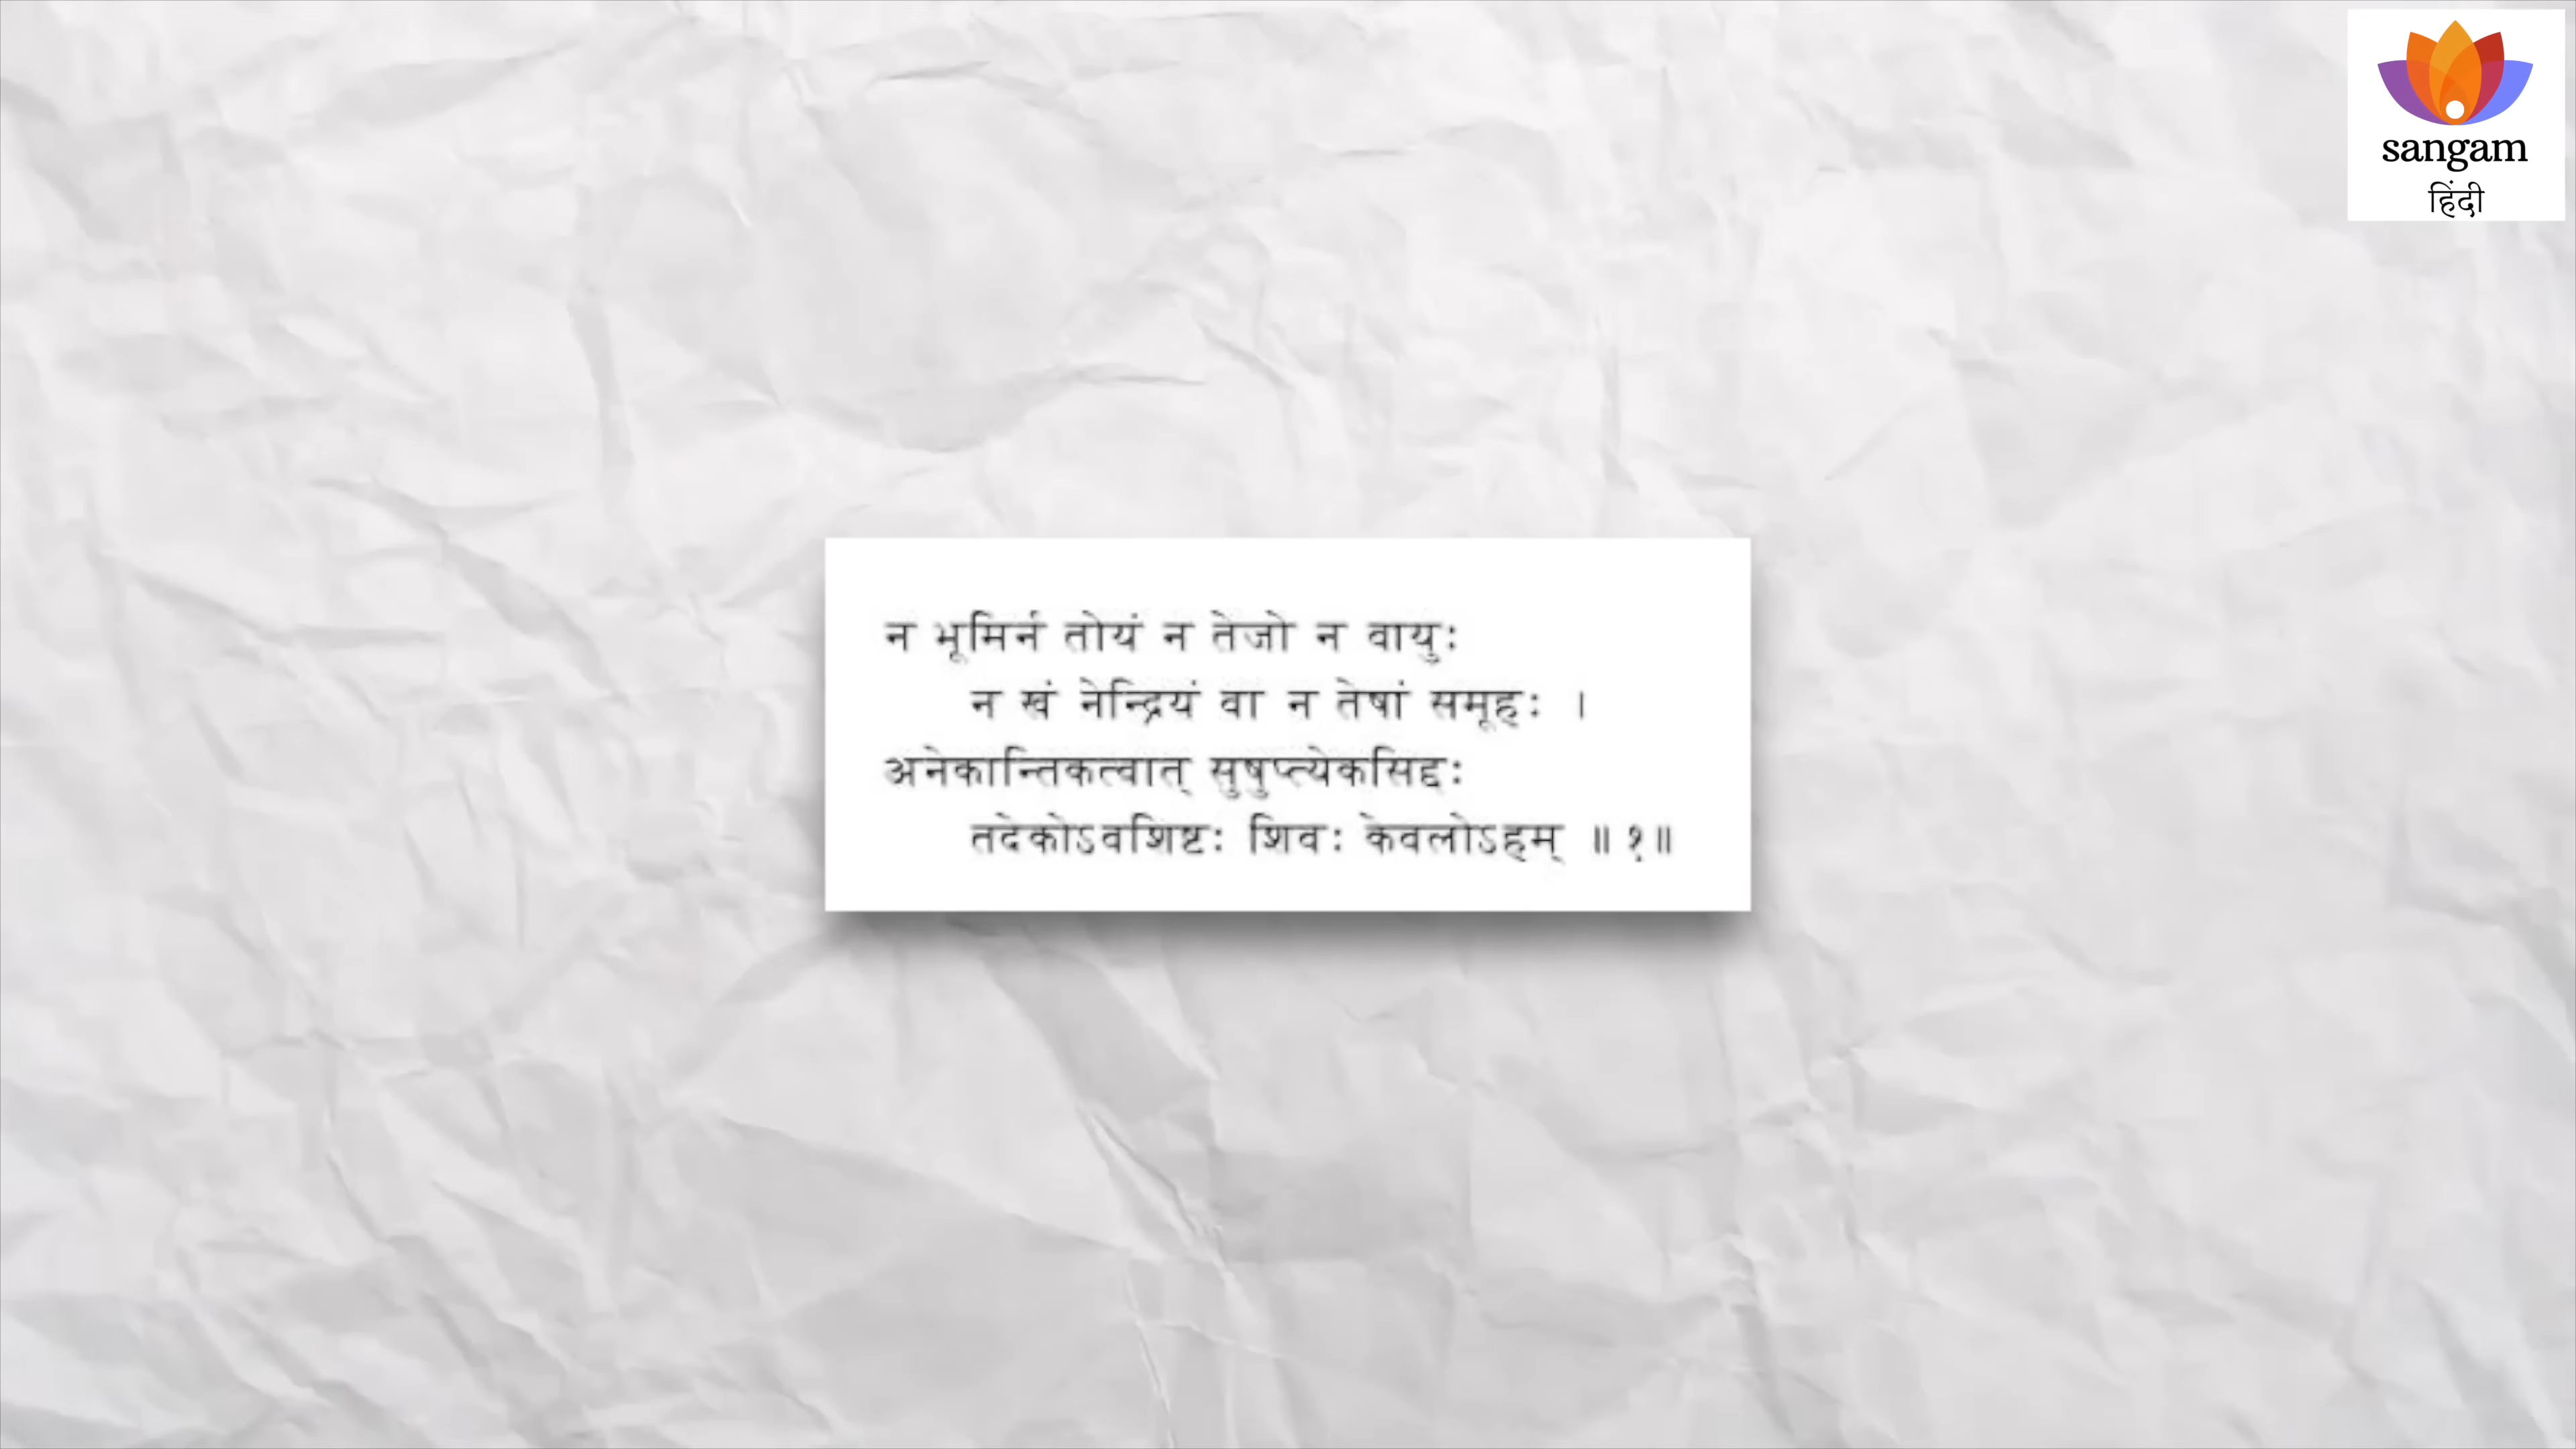 sangam
हिंदी
न भूमिर्न तोयं न तेजो न वायुः
न खं नेन्द्रियं वा न तेषां समूहः ।
अनेकान्तिकत्वात् सुषुप्त्येकसिद्दः
तदेकोऽवशिष्टः शिवः केवलोऽहम् ॥ १॥